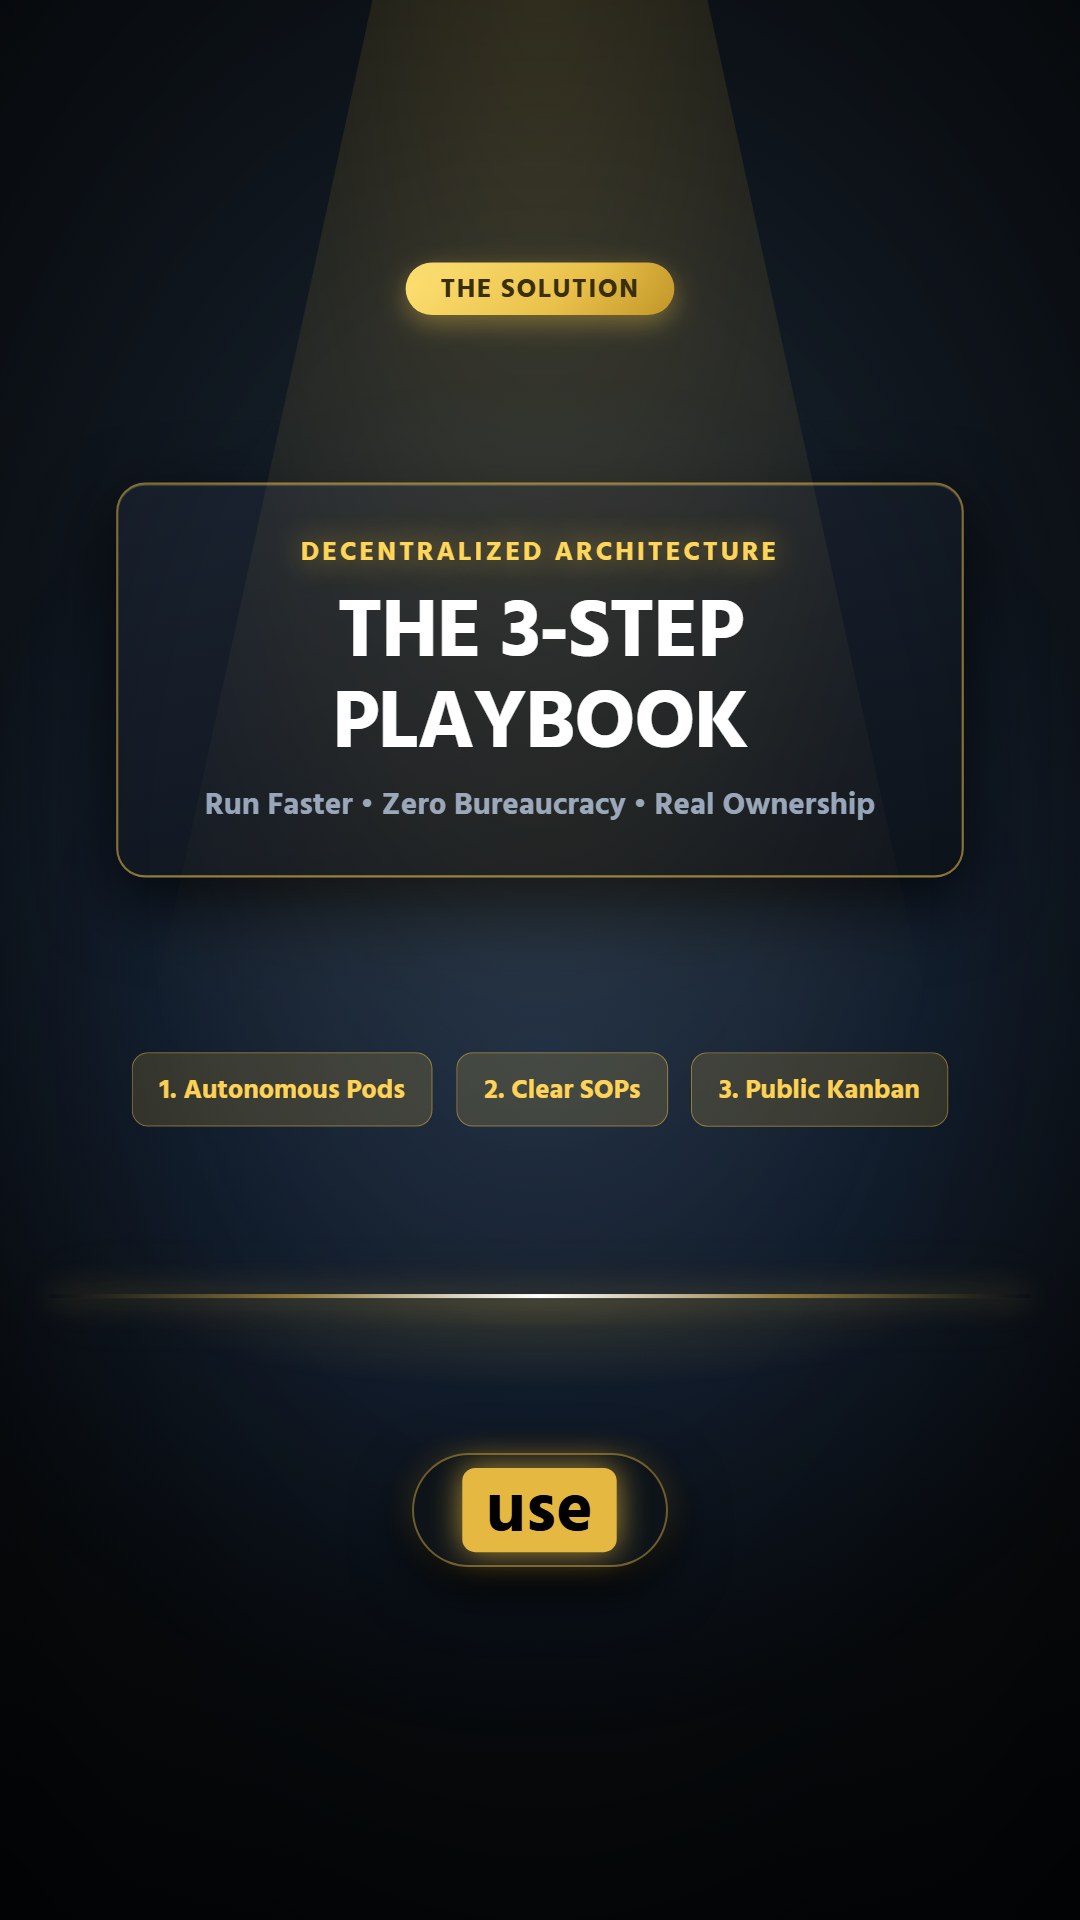 THE SOLUTION
DECENTRALIZED ARCHITECTURE
THE 3-STEP
PLAYBOOK
Run Faster • Zero Bureaucracy • Real Ownership
1. Autonomous Pods
2. Clear SOPs
3. Public Kanban
use